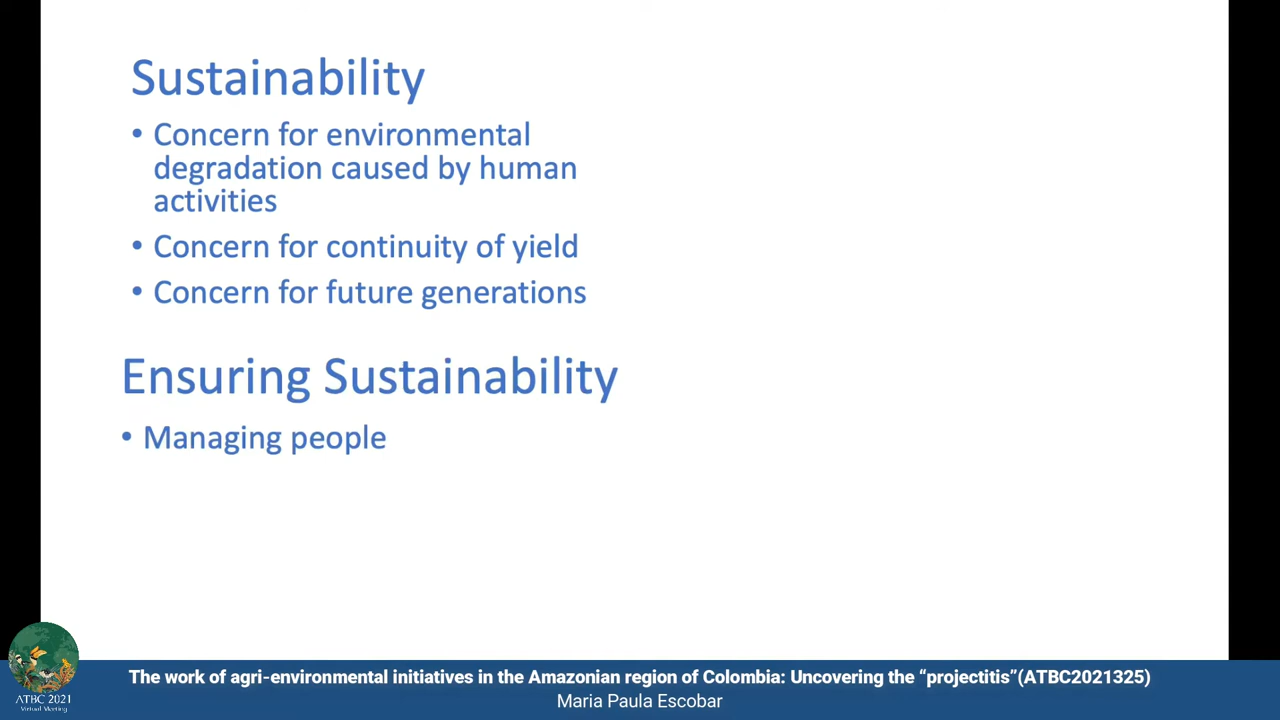 Sustainability
• Concern for environmental
degradation caused by human
activities
• Concern for continuity of yield
• Concern for future generations
Ensuring Sustainability
• Managing people
The work of agri-environmental initiatives in the Amazonian region of Colombia: Uncovering the “projectitis”(ATBC2021325)
Maria Paula Escobar
ATBC 2021
Virtual Meeting